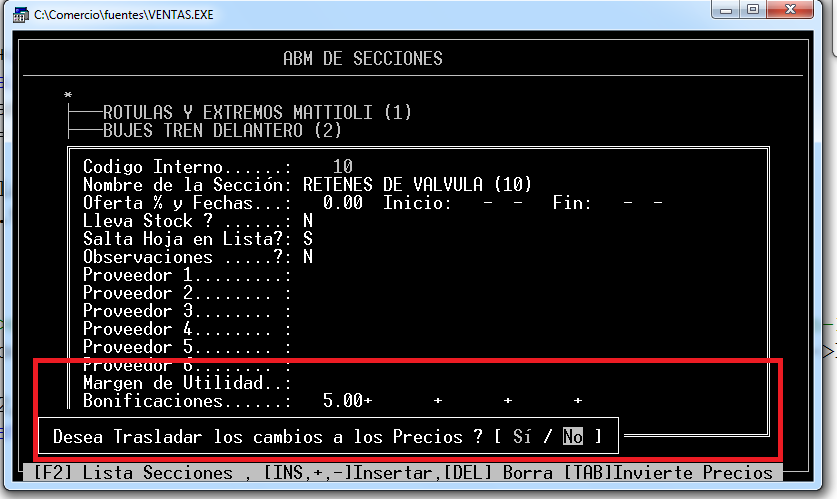 C:\Comercio\fuentes\VENTAS.EXE
ABM DE SECCIONES
*
ROTULAS Y EXTREMOS MATTIOLI (1)
BUJES TREN DELANTERO (2)
Codigo Interno......: 10
Nombre de la Sección: RETENES DE VALVULA (10)
Oferta % y Fechas...: 0.00 Inicio: - - Fin: - -
Lleva Stock ? ......: N
Salta Hoja en Lista?: S
Observaciones .....?: N
Proveedor 1.........:
Proveedor 2........ :
Proveedor 3........ :
Proveedor 4........ :
Proveedor 5........ :
Proveedor 6........ :
Margen de Utilidad..:
Bonificaciones......: 5.00+ + + +
Desea Trasladar los cambios a los Precios ? [ Sí / No ]
[F2] Lista Secciones , [INS,+,-]Insertar,[DEL] Borra [TAB]Invierte Precios